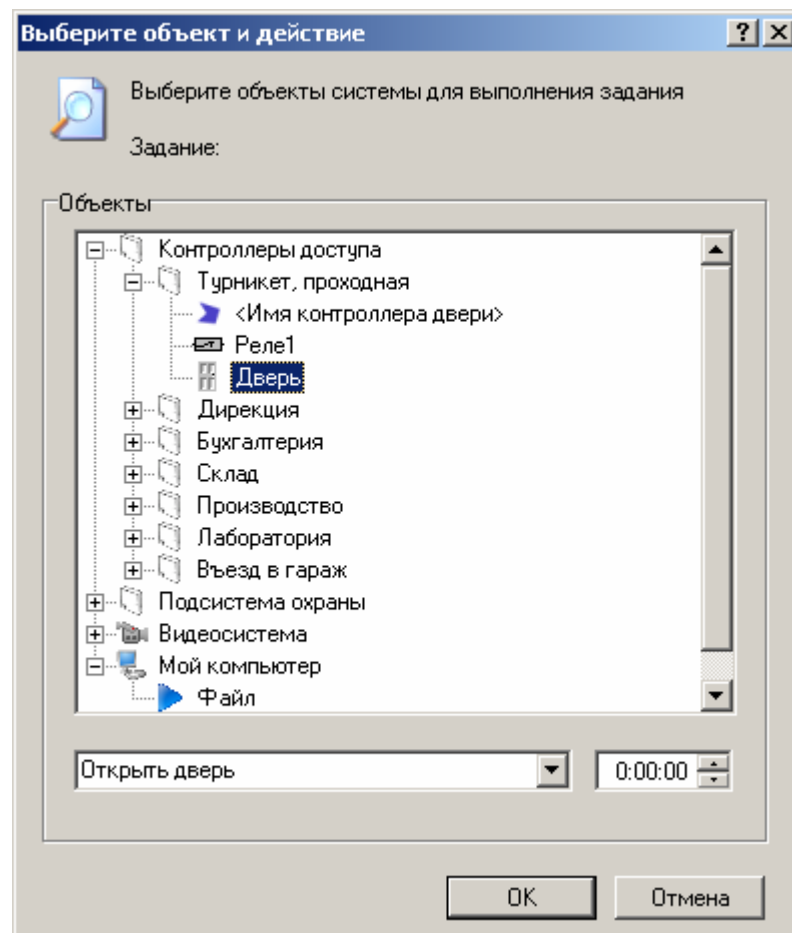 Выберите объект и действие
Выберите объекты системы для выполнения задания
Задание:
Объекты
Контроллеры доступа
Турникет, проходная
<Имя контроллера двери>
Реле1
Дверь
Дирекция
Бухгалтерия
Склад
Производство
Лаборатория
Въезд в гараж
Подсистема охраны
Видеосистема
Мой компьютер
Файл
Открыть дверь 0:00:00
OK Отмена